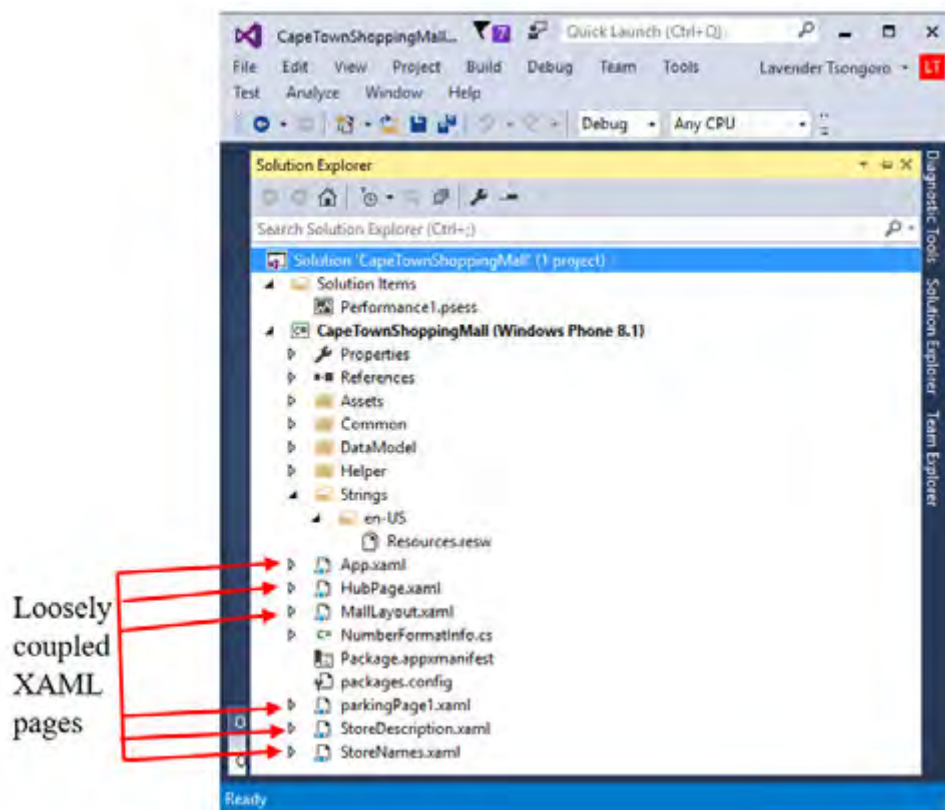 CapeTownShoppingMall... Quick Launch (Ctrl+Q)
File Edit View Project Build Debug Team Tools Lavender Tsongoro LT
Test Analyze Window Help
Debug Any CPU
Solution Explorer
Search Solution Explorer (Ctrl+;)
Solution 'CapeTownShoppingMall' (1 project)
Solution Items
Performance1.psess
CapeTownShoppingMall (Windows Phone 8.1)
Properties
References
Assets
Common
DataModel
Helper
Strings
en-US
Resources.resw
App.xaml
HubPage.xaml
MallLayout.xaml
NumberFormatInfo.cs
Package.appxmanifest
packages.config
parkingPage1.xaml
StoreDescription.xaml
StoreNames.xaml
Ready
Loosely
coupled
XAML
pages
Diagnostic Tools Solution Explorer Team Explorer